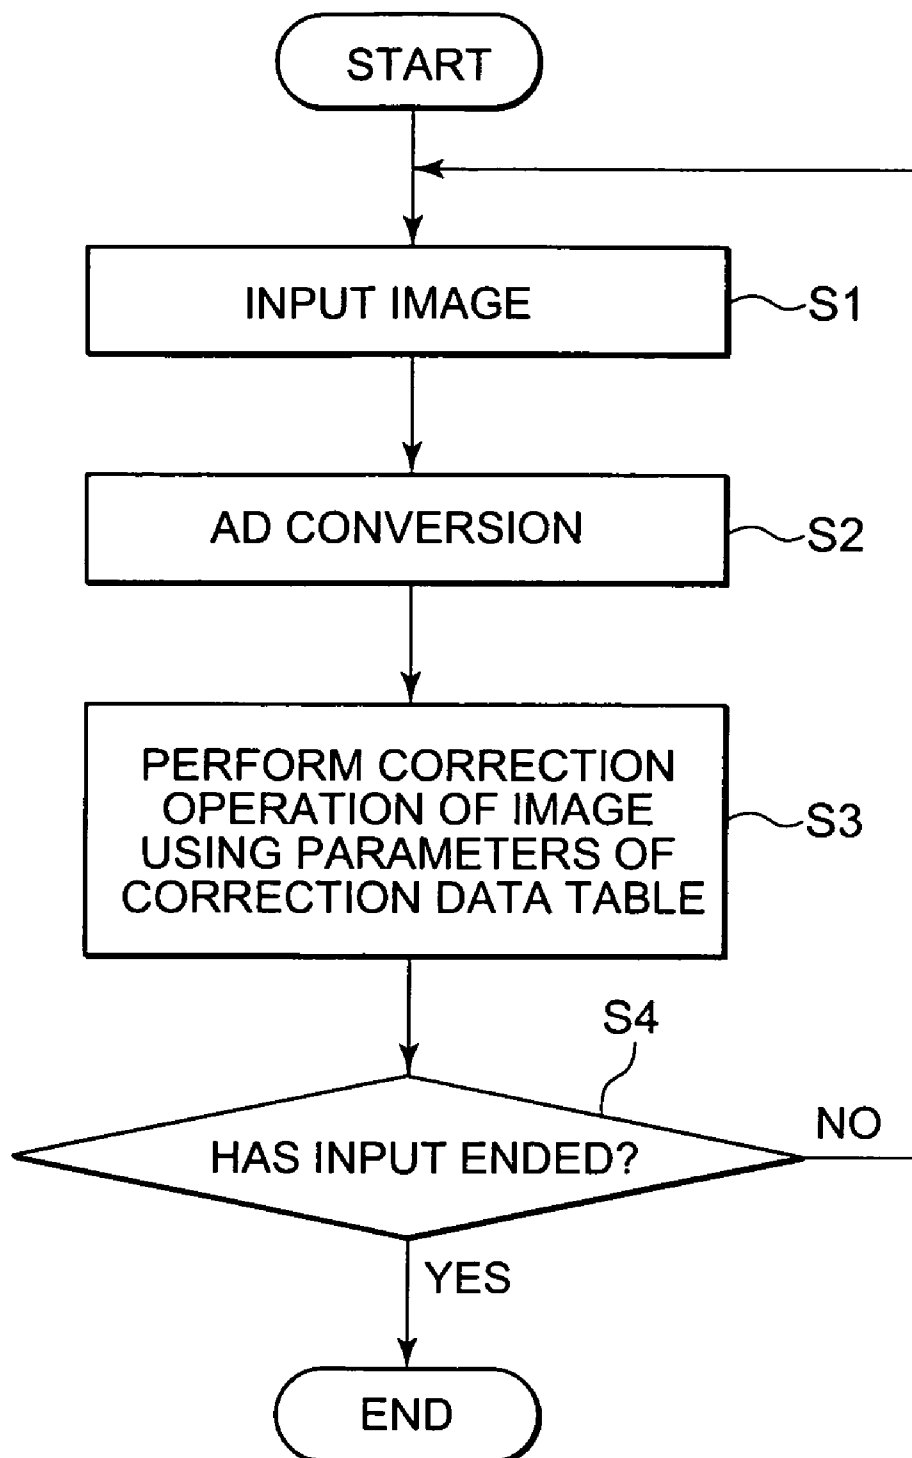 START
INPUT IMAGE
S1
AD CONVERSION
S2
PERFORM CORRECTION
OPERATION OF IMAGE
USING PARAMETERS OF
CORRECTION DATA TABLE
S3
S4
HAS INPUT ENDED?
NO
YES
END